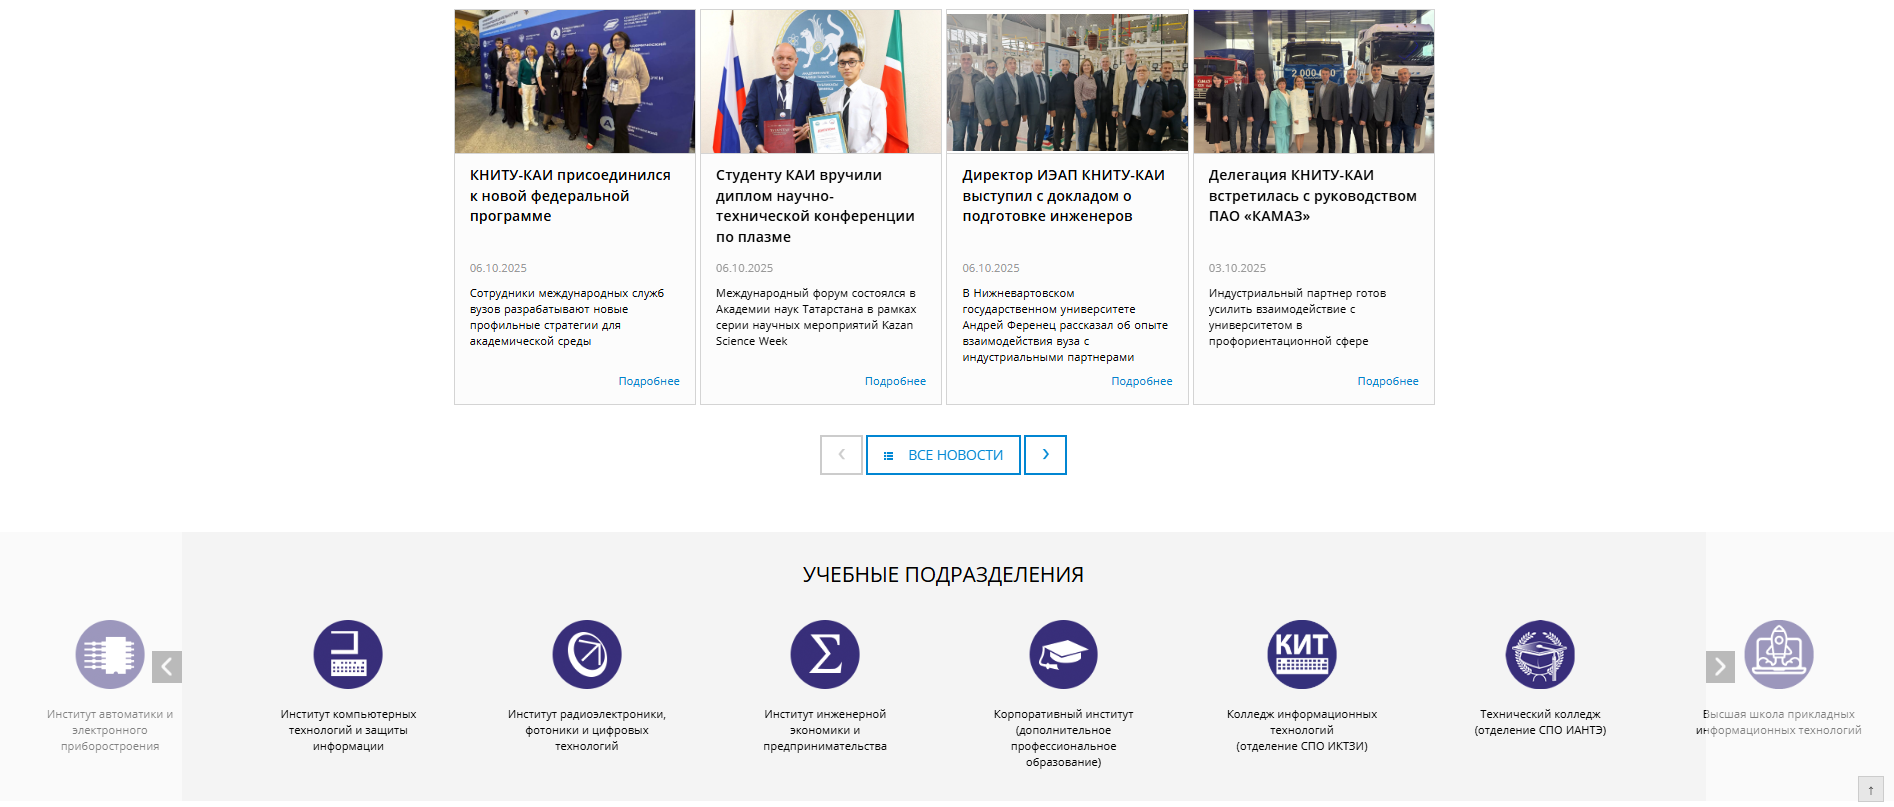 2 000 000
КНИТУ-КАИ присоединился
к новой федеральной
программе
06.10.2025
Сотрудники международных служб
вузов разрабатывают новые
профильные стратегии для
академической среды
Подробнее
Студенту КАИ вручили
диплом научно-
технической конференции
по плазме
06.10.2025
Международный форум состоялся в
Академии наук Татарстана в рамках
серии научных мероприятий Kazan
Science Week
Подробнее
Директор ИЭАП КНИТУ-КАИ
выступил с докладом о
подготовке инженеров
06.10.2025
В Нижневартовском
государственном университете
Андрей Ференец рассказал об опыте
взаимодействия вуза с
индустриальными партнерами
Подробнее
Делегация КНИТУ-КАИ
встретилась с руководством
ПАО «КАМАЗ»
03.10.2025
Индустриальный партнер готов
усилить взаимодействие с
университетом в
профориентационной сфере
Подробнее
ВСЕ НОВОСТИ
УЧЕБНЫЕ ПОДРАЗДЕЛЕНИЯ
Институт автоматики и
электронного
приборостроения
Институт компьютерных
технологий и защиты
информации
Институт радиоэлектроники,
фотоники и цифровых
технологий
Σ
Институт инженерной
экономики и
предпринимательства
Корпоративный институт
(дополнительное
профессиональное
образование)
КИТ
Колледж информационных
технологий
(отделение СПО ИКТЗИ)
Технический колледж
(отделение СПО ИАНТЭ)
Высшая школа прикладных
информационных технологий
↑